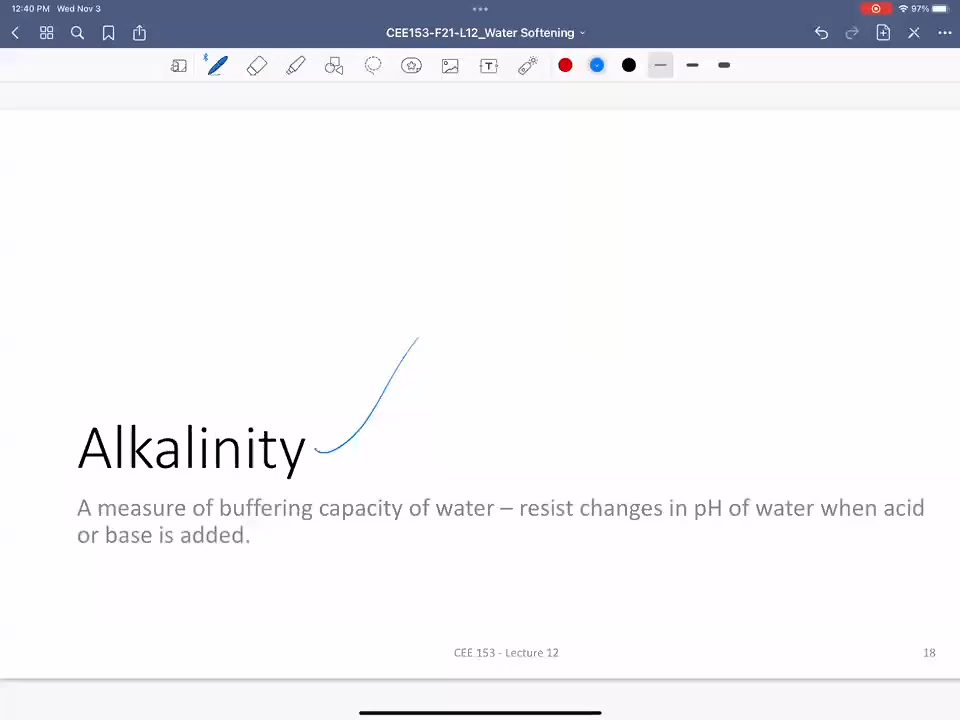 12:40 PM Wed Nov 3
97%
CEE153-F21-L12_Water Softening
Alkalinity
A measure of buffering capacity of water – resist changes in pH of water when acid
or base is added.
CEE 153 - Lecture 12
18